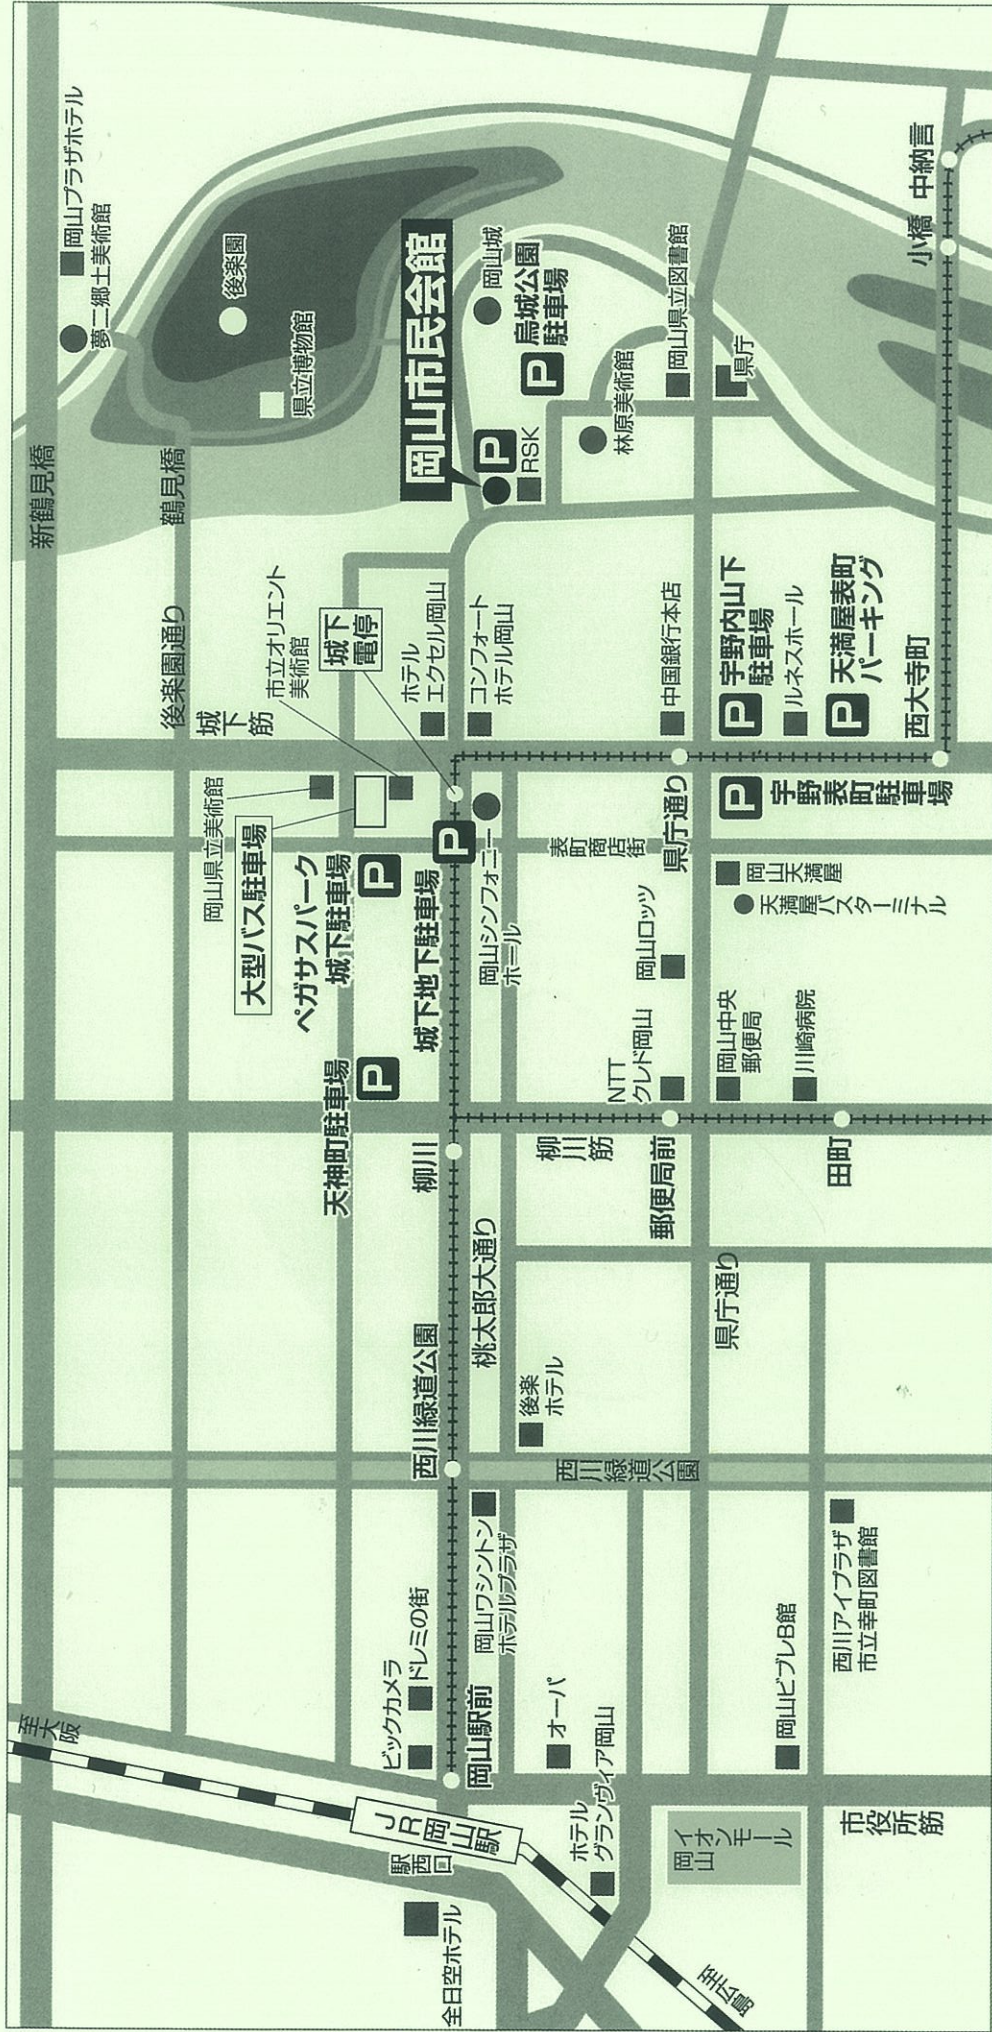 新鶴見橋
岡山プラザホテル
夢二郷土美術館
後楽園
県立博物館
鶴見橋
後楽園通り
城下筋
市立オリエント
美術館
城下
電停
岡山市民会館
P
RSK
岡山城
P
烏城公園
駐車場
林原美術館
岡山県立図書館
県庁
小橋
中納言
ホテル
エクセル岡山
コンフォート
ホテル岡山
中国銀行本店
P
宇野内山下
駐車場
ルネスホール
P
天満屋表町
パーキング
西大寺町
岡山県立美術館
大型バス駐車場
ペガサスパーク
城下駐車場
P
城下地下駐車場
P
岡山シンフォニー
ホール
表町商店街
県庁通り
P
宇野表町駐車場
岡山天満屋
天満屋バスターミナル
岡山ロッツ
NTT
クレド岡山
岡山中央
郵便局
川崎病院
天神町駐車場
P
柳川
柳川筋
郵便局前
田町
桃太郎大通り
県庁通り
西川緑道公園
後楽
ホテル
西川緑道公園
岡山ワシントン
ホテルプラザ
西川アイプラザ
市立幸町図書館
ビックカメラ
ドレミの街
岡山駅前
オーパ
岡山ビブレB館
至大阪
JR岡山駅
駅西口
ホテル
グランヴィア岡山
イオンモール
岡山
市役所筋
全日空ホテル
至広島